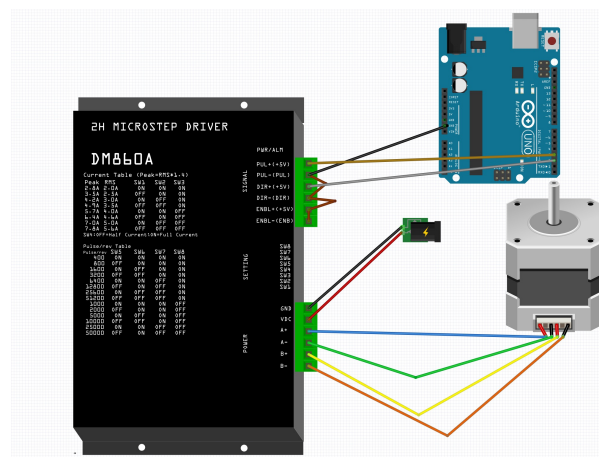 2H MICROSTEP DRIVER
DM860A
Current Table (Peak=RMS*1.4)
Peak RMS SW1 SW2 SW3
2.8A 2.0A ON ON ON
3.5A 2.5A OFF ON ON
4.2A 3.0A ON OFF ON
4.9A 3.5A OFF OFF ON
5.7A 4.0A ON ON OFF
6.4A 4.6A OFF ON OFF
7.0A 5.0A ON OFF OFF
7.8A 5.6A OFF OFF OFF
SW4:OFF=Half Current:ON=Full Current
Pulse/rev Table
Pulse/rev SW5 SW6 SW7 SW8
400 ON ON ON ON
800 OFF ON ON ON
1600 ON OFF ON ON
3200 OFF OFF ON ON
6400 ON ON OFF ON
12800 OFF ON OFF ON
25600 ON OFF OFF ON
51200 OFF OFF OFF ON
1000 ON ON ON OFF
2000 OFF ON ON OFF
4000 ON OFF ON OFF
5000 OFF OFF ON OFF
8000 ON ON OFF OFF
10000 OFF ON OFF OFF
20000 ON OFF OFF OFF
50000 OFF OFF OFF OFF
PWR/ALM
PUL+(+5V)
PUL-(PUL)
DIR+(+5V)
DIR-(DIR)
ENBL+(+5V)
ENBL-(ENB)
SIGNAL
SW8
SW7
SW6
SW5
SW4
SW3
SW2
SW1
SETTING
GND
VDC
A+
A-
B+
B-
POWER
RESET
ARDUINO
UNO